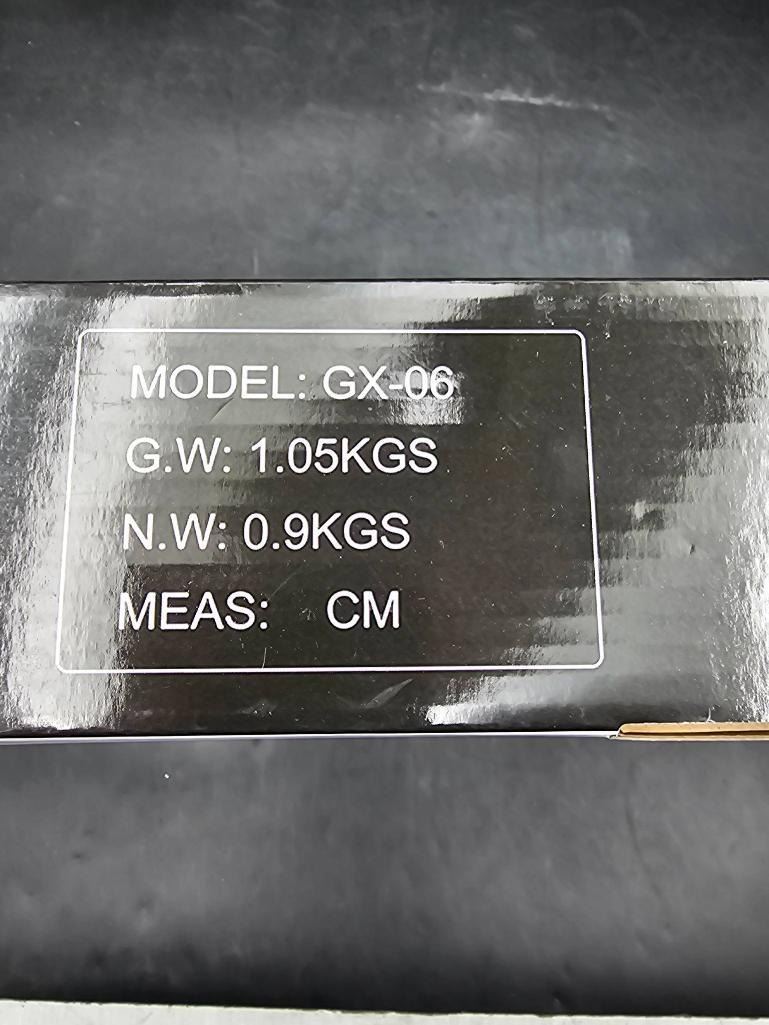 MODEL: GX-06
G.W: 1.05KGS
N.W: 0.9KGS
MEAS: CM